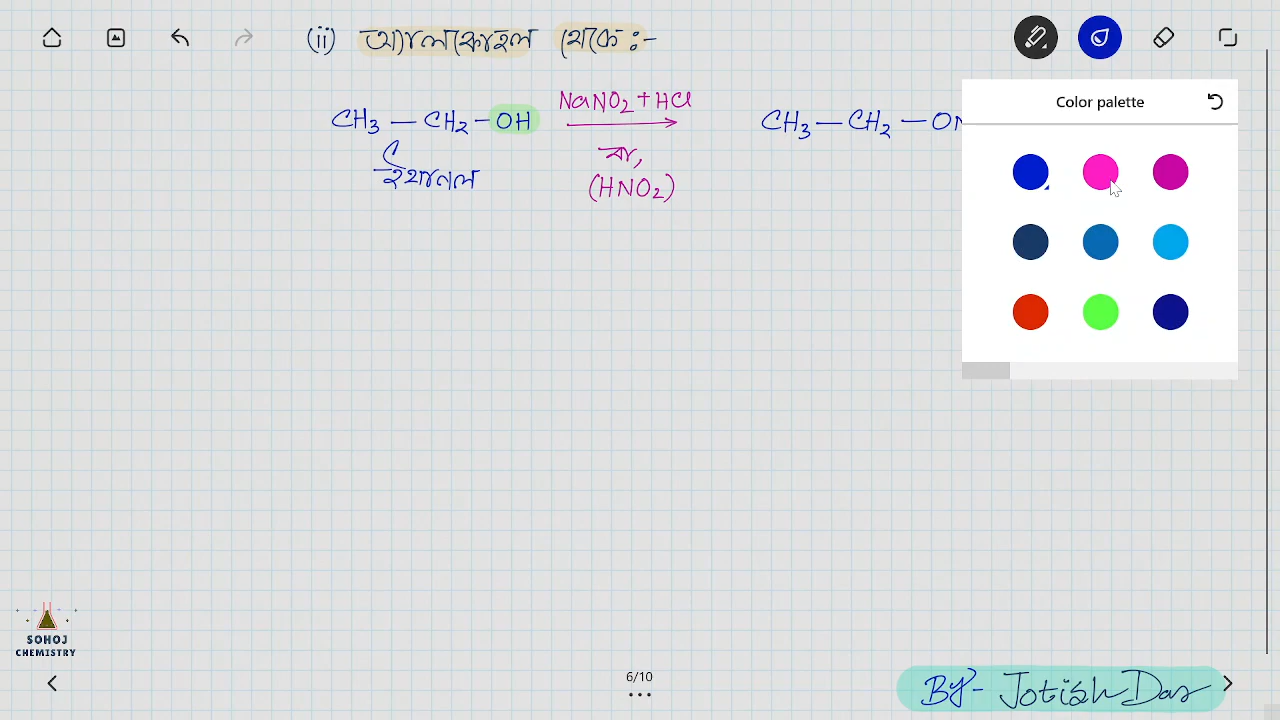 (ii) অ্যালকোহল থেকে :-
Color palette
NaNO2 + HCl
CH3 — CH2 — OH
CH3 — CH2 — ON
ইথানল
বা,
(HNO2)
SOHOJ
CHEMISTRY
6/10
BY - Jotish Das